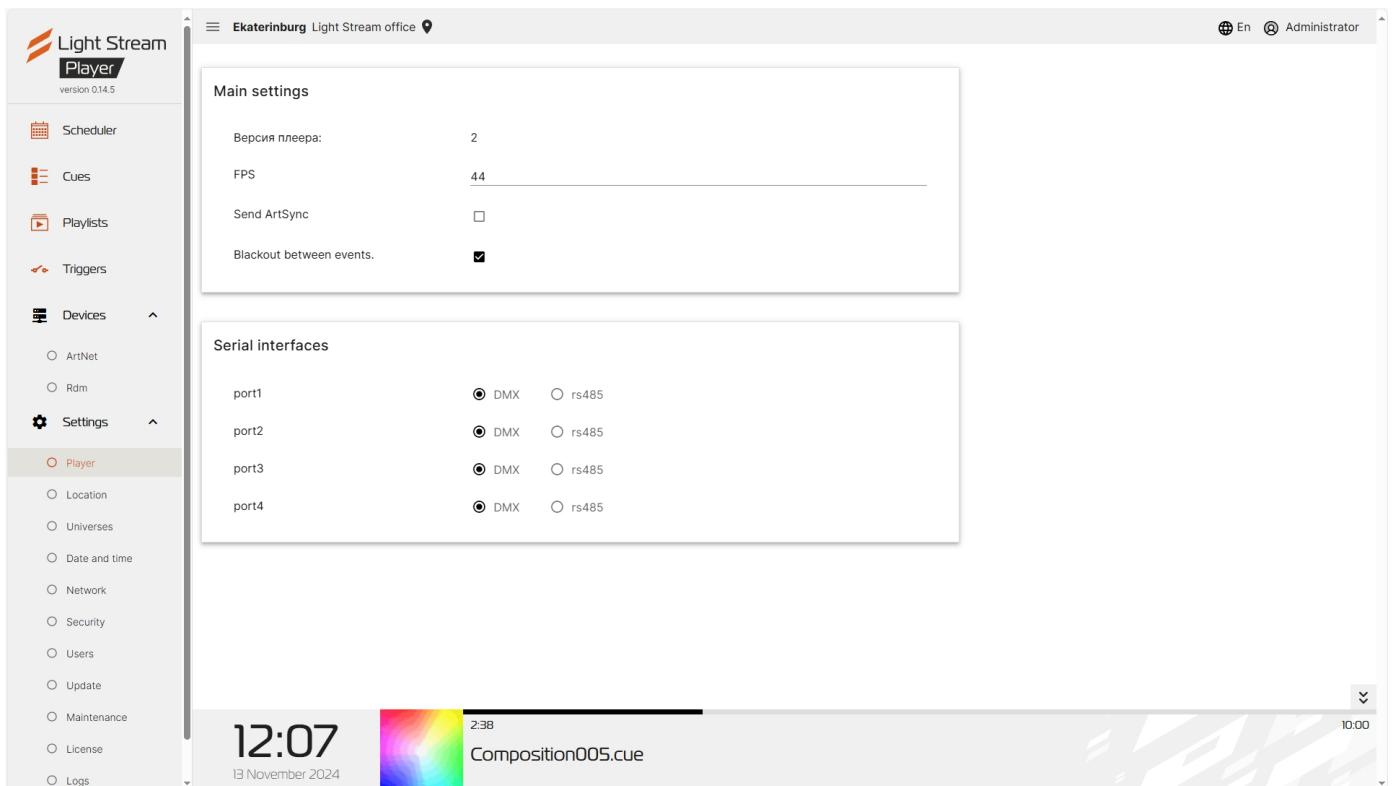 Light Stream
Player
version 0.14.5
Scheduler
Cues
Playlists
Triggers
Devices
ArtNet
Rdm
Settings
Player
Location
Universes
Date and time
Network
Security
Users
Update
Maintenance
License
Logs
Ekaterinburg Light Stream office
En Administrator
Main settings
Версия плеера: 2
FPS 44
Send ArtSync
Blackout between events.
Serial interfaces
port1 DMX rs485
port2 DMX rs485
port3 DMX rs485
port4 DMX rs485
12:07
13 November 2024
2:38 10:00
Composition005.cue